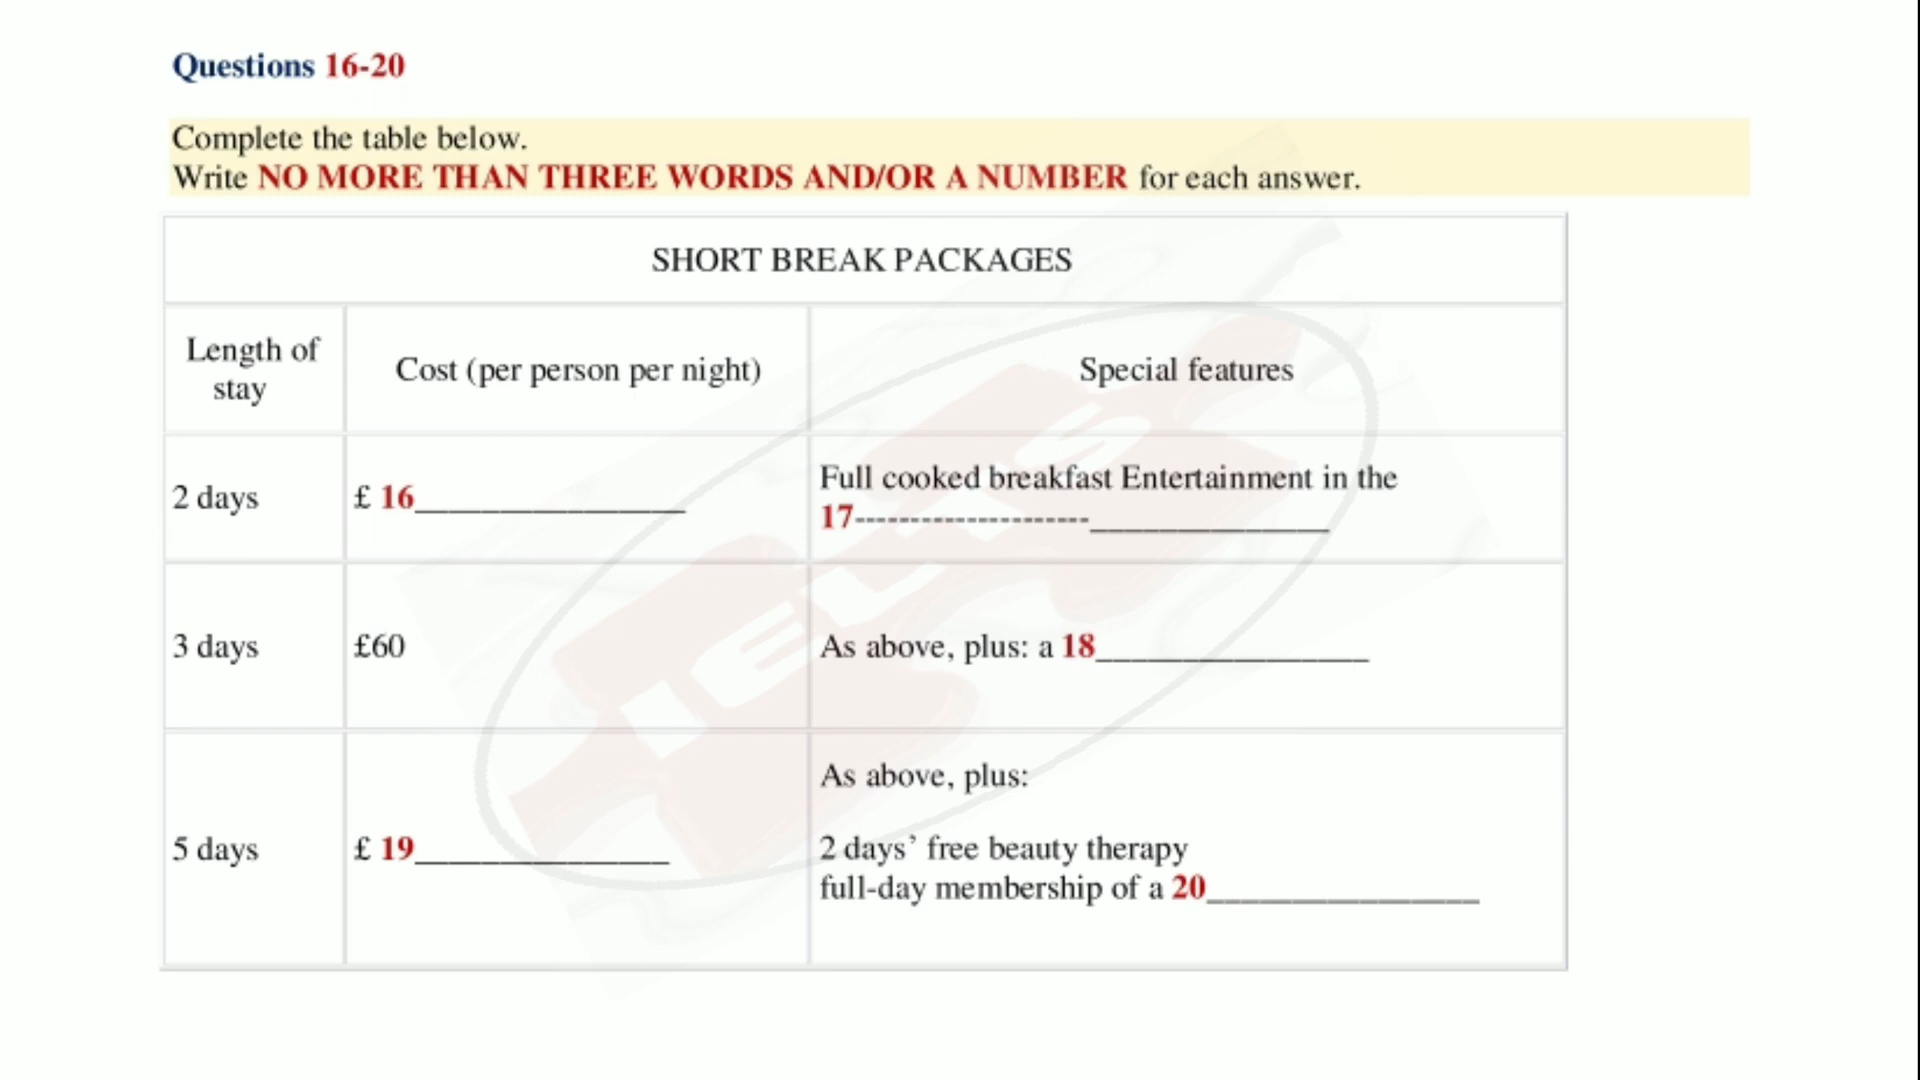 Questions 16-20
Complete the table below.
Write NO MORE THAN THREE WORDS AND/OR A NUMBER for each answer.
SHORT BREAK PACKAGES
Length of
stay
Cost (per person per night)
Special features
2 days
£ 16________________
Full cooked breakfast Entertainment in the
17---------------------______________
3 days
£60
As above, plus: a 18________________
5 days
£ 19_______________
As above, plus:
2 days’ free beauty therapy
full-day membership of a 20________________
IELTS